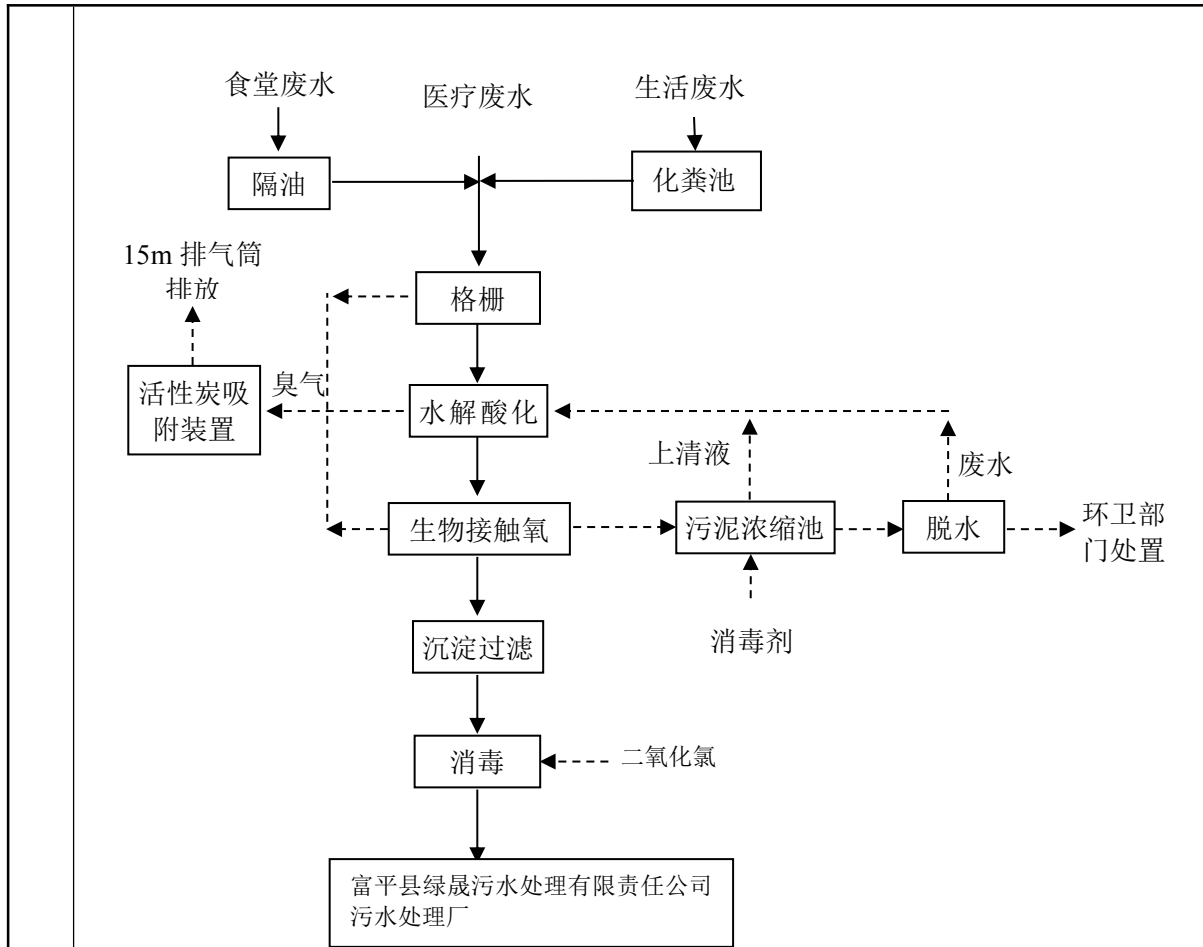 食堂废水
医疗废水
生活废水
隔油
化粪池
15m 排气筒
排放
格栅
活性炭吸
附装置
臭气
水解酸化
上清液
废水
生物接触氧
污泥浓缩池
脱水
环卫部
门处置
沉淀过滤
消毒剂
消毒
二氧化氯
富平县绿晟污水处理有限责任公司
污水处理厂